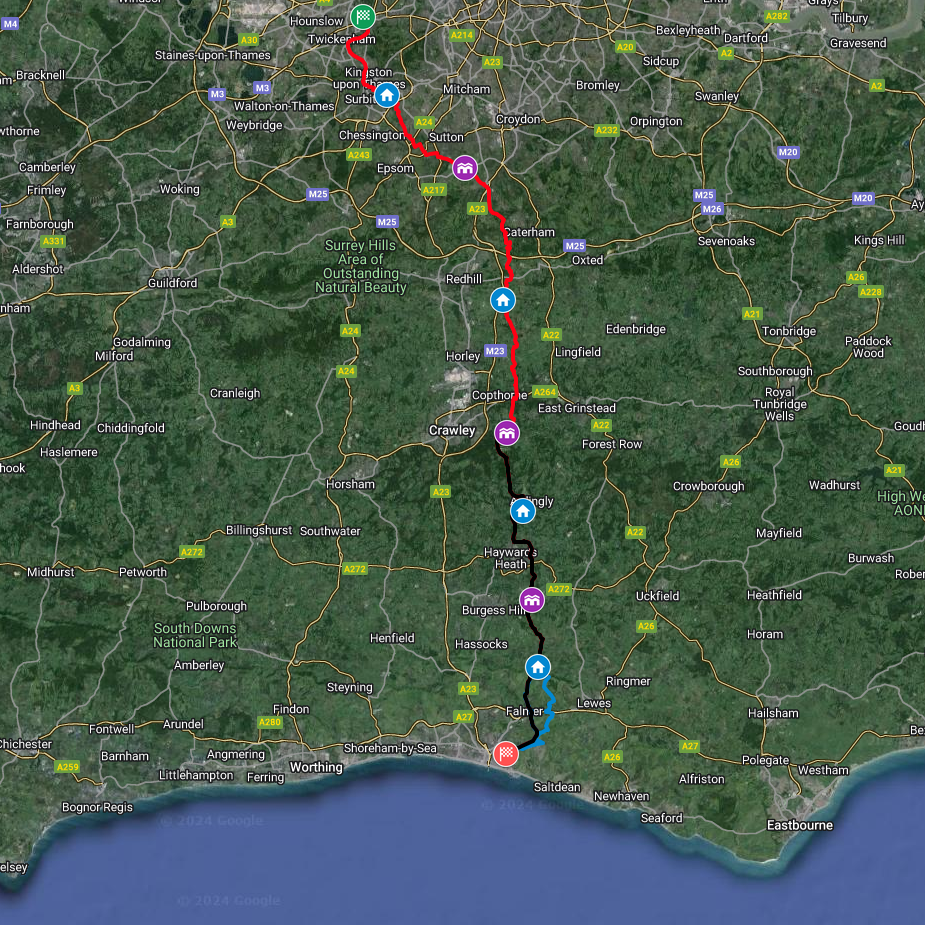 Windsor
A4
Grays
M4
Hounslow
A282
Tilbury
A30
Twickenham
A214
Bexleyheath
Dartford
Gravesend
Staines-upon-Thames
A20
A2
A23
Sidcup
Bracknell
Kingston
upon Thames
M3
M3
Surbit
Mitcham
Bromley
Swanley
A2
Walton-on-Thames
Weybridge
A24
Croydon
Orpington
wthorne
Chessington
Sutton
A232
A243
M20
Camberley
Epsom
Frimley
Woking
M25
A217
M25
M20
A23
M26
Farnborough
A3
M25
Caterham
A331
Surrey Hills
Area of
Outstanding
Natural Beauty
M25
Sevenoaks
Kings Hill
Aldershot
Oxted
Guildford
Redhill
A26
A228
nham
A21
A24
A22
Edenbridge
Tonbridge
Godalming
Milford
Horley
M23
Lingfield
Paddock
Wood
A24
Southborough
A3
Cranleigh
Copthorne
A264
Royal
Tunbridge
Wells
East Grinstead
Hindhead
Chiddingfold
Crawley
A22
Goudh
Haslemere
Forest Row
hook
A26
A21
Horsham
A23
Crowborough
Wadhurst
High We
AONB
Ardingly
Billingshurst
Southwater
A22
Mayfield
A272
Haywards
Heath
Burwash
Midhurst
Petworth
A272
Rober
A272
Uckfield
Heathfield
Pulborough
Burgess Hill
South Downs
National Park
Henfield
Hassocks
A26
Horam
Amberley
Steyning
A23
Ringmer
Findon
Falmer
Lewes
Hailsham
Fontwell
Arundel
A280
A27
Chichester
Barnham
Angmering
Shoreham-by-Sea
A27
A259
Worthing
A26
Polegate
Westham
Littlehampton
Ferring
Saltdean
Alfriston
Bognor Regis
Newhaven
Seaford
© 2024 Google
© 2024 Google
Eastbourne
elsey
© 2024 Google